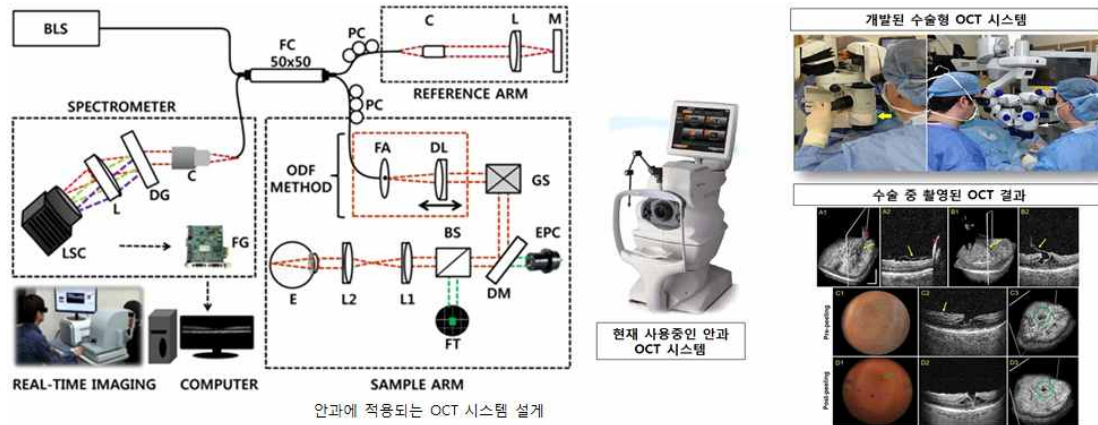 BLS
FC
50x50
PC
C
L
M
REFERENCE ARM
PC
SPECTROMETER
C
DG
L
LSC
FG
FA
DL
ODF
METHOD
GS
BS
EPC
DM
E
L2
L1
FT
REAL-TIME IMAGING
COMPUTER
SAMPLE ARM
안과에 적용되는 OCT 시스템 설게
현재 사용중인 안과
OCT 시스템
개발된 수술형 OCT 시스템
수술 중 촬영된 OCT 결과
A1
A2
B1
B2
Pre-peeling
C1
C2
C3
Post-peeling
D1
D2
D3